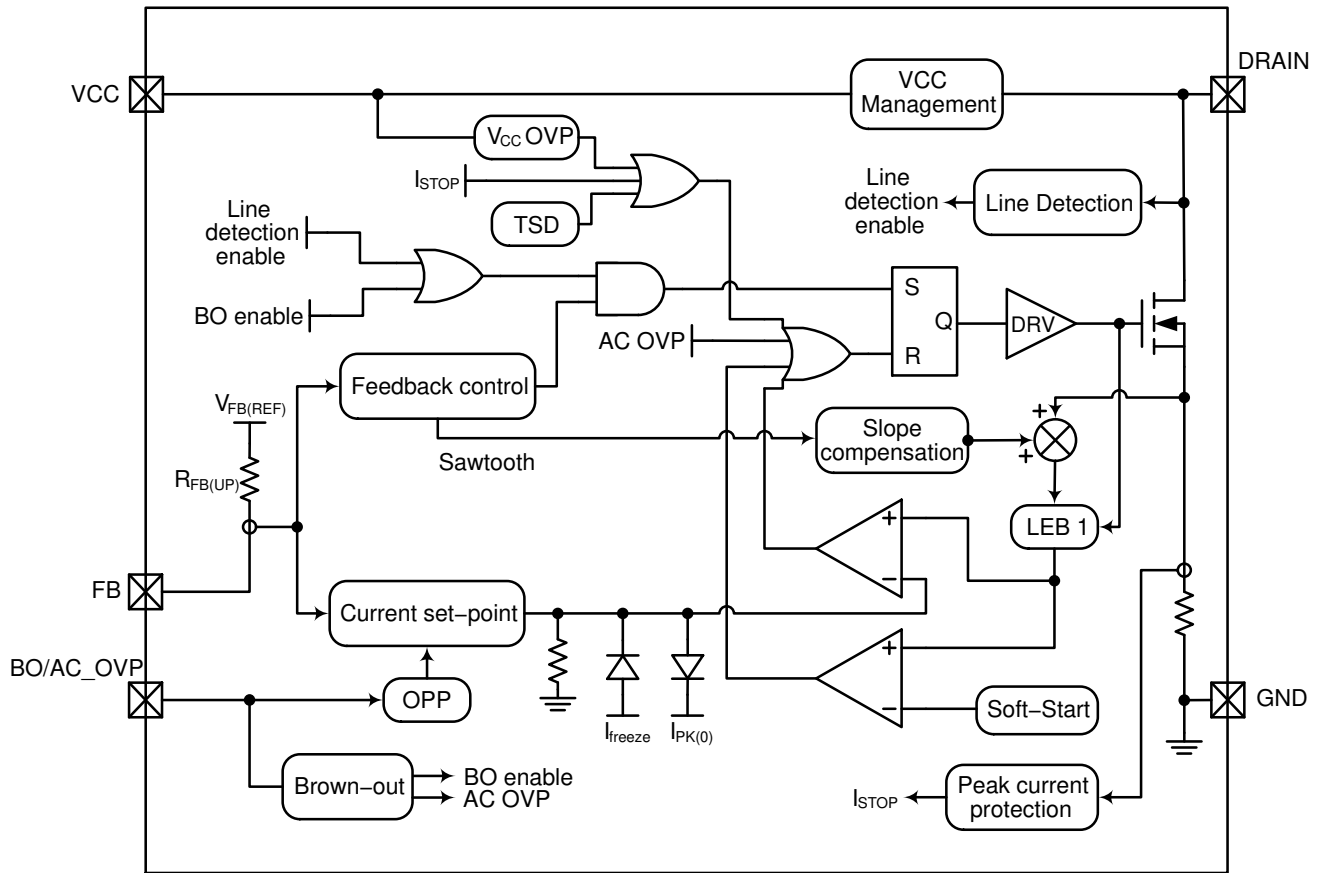 DRAIN
VCC
VCC
Management
VCC OVP
ISTOP
TSD
Line
detection
enable
Line Detection
Line
detection
enable
BO enable
S
Q
R
DRV
AC OVP
Feedback control
VFB(REF)
RFB(UP)
Sawtooth
Slope
compensation
+
+
LEB 1
+
−
FB
Current set−point
BO/AC_OVP
OPP
Ifreeze
IPK(0)
+
−
Soft−Start
GND
Brown−out
BO enable
AC OVP
ISTOP
Peak current
protection